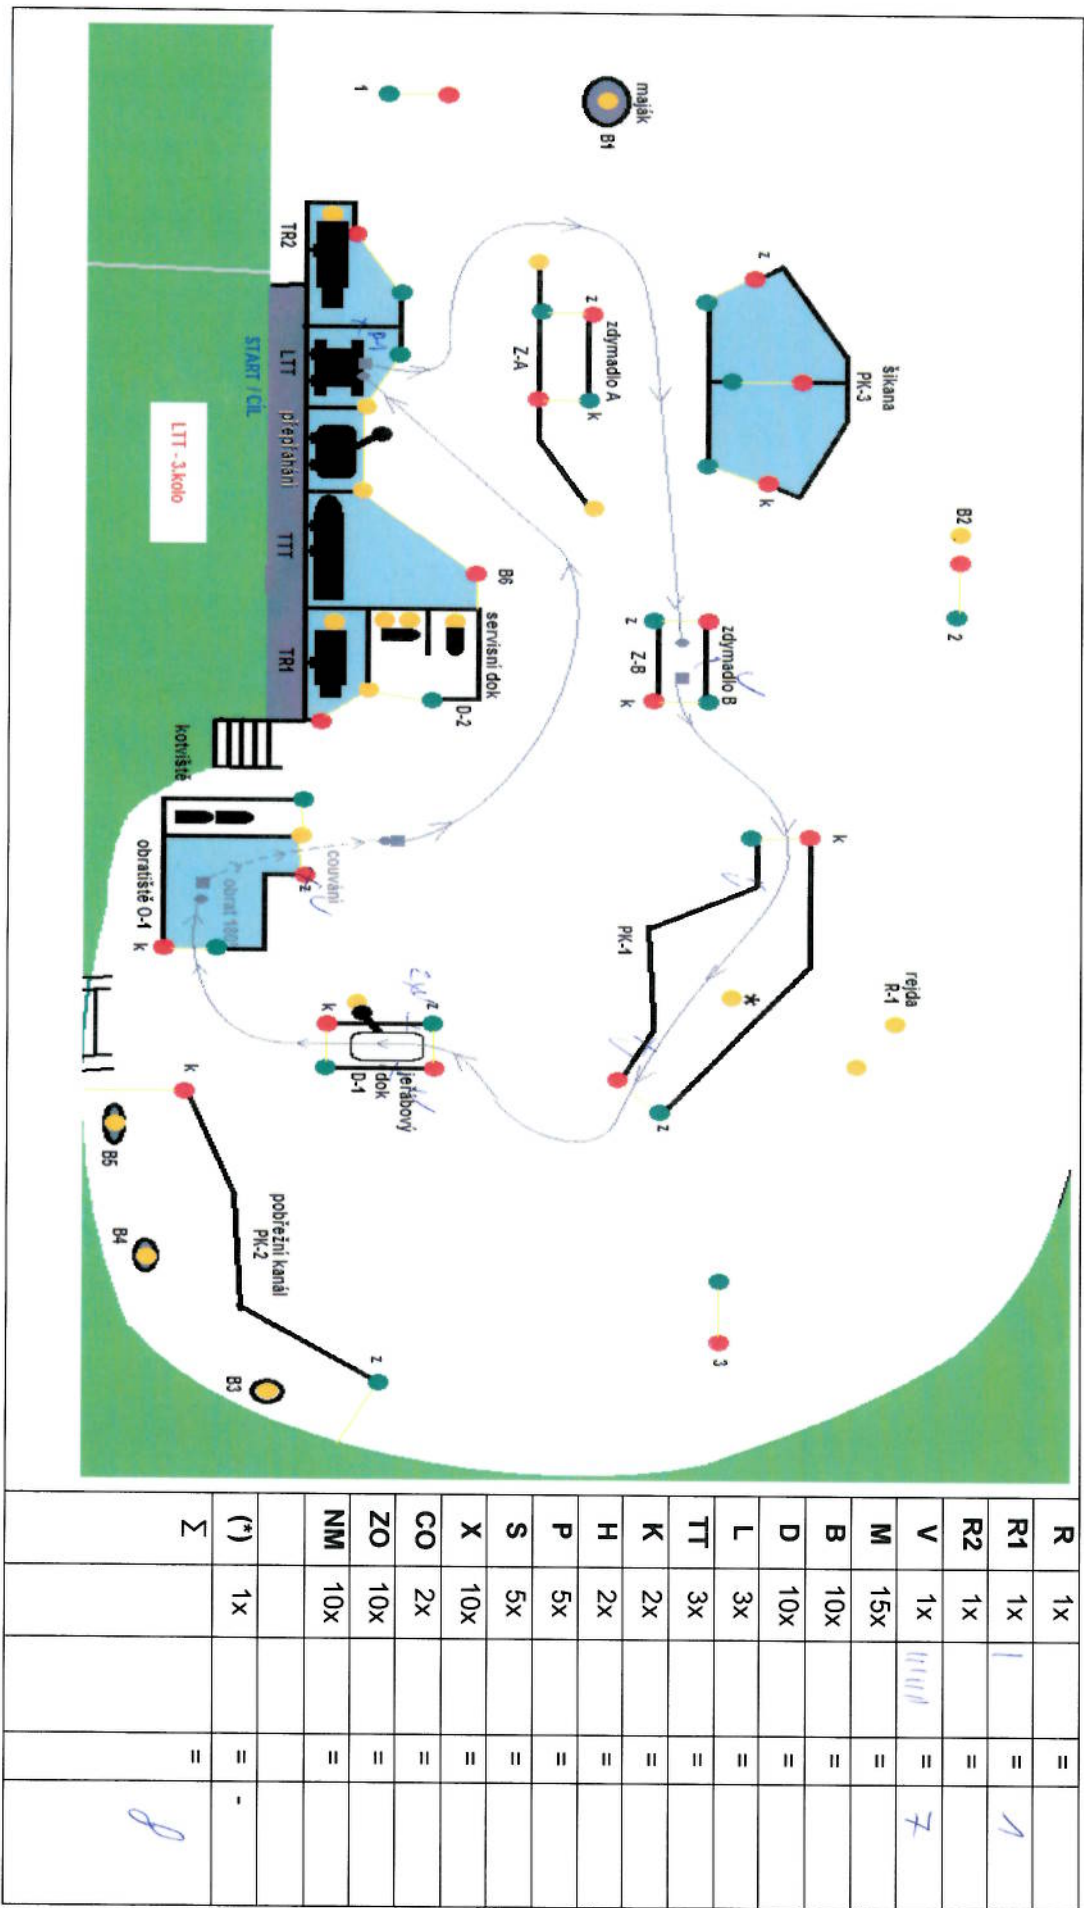 maják
B1
1
TR2
LTT
přepřáhání
TTT
TR1
START / CÍL
LTT - 3.kolo
z
zdymadlo A
Z-A
k
z
šikana
PK-3
k
B2
2
B6
servisní dok
D-2
zdymadlo B
z
Z-B
k
V
kotviště
obratiště O-1
k
couvání
z
V
obrat 180
k
PK-1
z
*
rejda
R-1
k
z
jeřábový
dok
D-1
k
B5
B4
pobřežní kanál
PK-2
z
B3
3
R 1x =
R1 1x I = 1
R2 1x =
V 1x IIIIIII = 7
M 15x =
B 10x =
D 10x =
L 3x =
TT 3x =
K 2x =
H 2x =
P 5x =
S 5x =
X 10x =
CO 2x =
ZO 10x =
NM 10x =
(*) 1x = -
Σ = 8